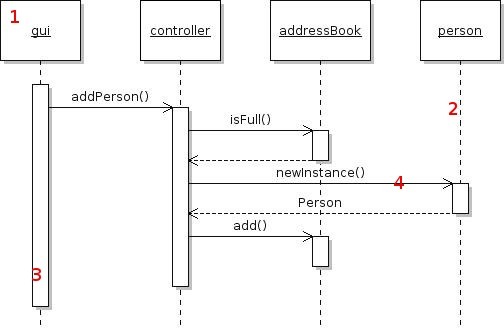 1
gui
controller
addressBook
person
addPerson()
2
isFull()
newInstance()
4
Person
add()
3